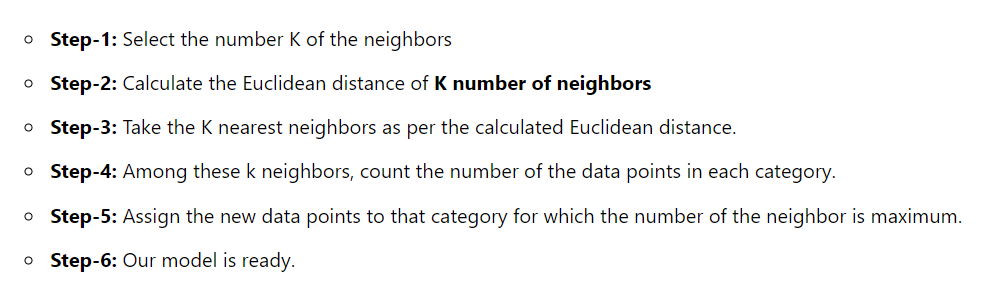 Step-1: Select the number K of the neighbors
Step-2: Calculate the Euclidean distance of K number of neighbors
Step-3: Take the K nearest neighbors as per the calculated Euclidean distance.
Step-4: Among these k neighbors, count the number of the data points in each category.
Step-5: Assign the new data points to that category for which the number of the neighbor is maximum.
Step-6: Our model is ready.